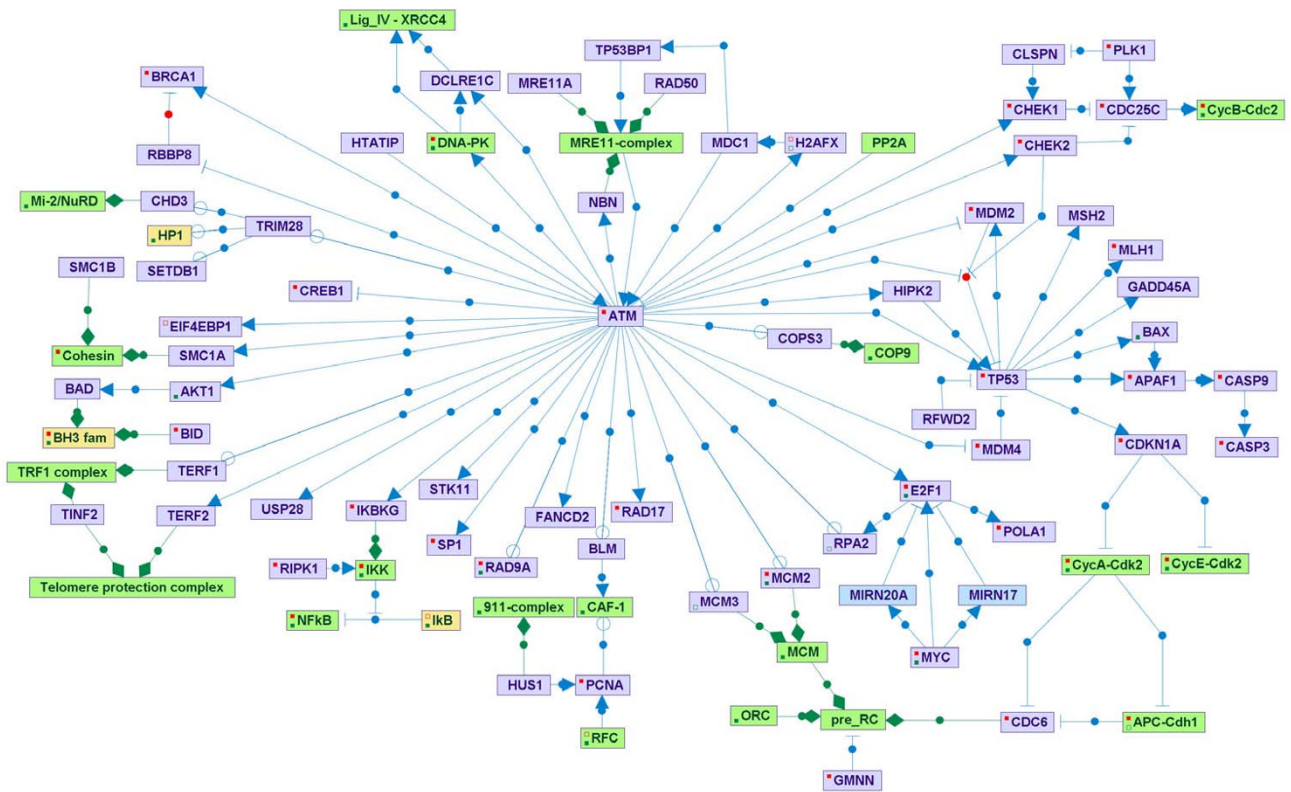 Lig_IV - XRCC4
TP53BP1
CLSPN
PLK1
BRCA1
DCLRE1C
MRE11A
RAD50
CHEK1
CDC25C
CycB-Cdc2
HTATIP
DNA-PK
MRE11-complex
MDC1
H2AFX
PP2A
CHEK2
RBBP8
Mi-2/NuRD
CHD3
NBN
MDM2
MSH2
TRIM28
HP1
MLH1
SMC1B
SETDB1
CREB1
HIPK2
GADD45A
EIF4EBP1
ATM
COPS3
BAX
Cohesin
SMC1A
COP9
TP53
APAF1
CASP9
BAD
AKT1
RFWD2
BH3 fam
BID
MDM4
CDKN1A
CASP3
TRF1 complex
TERF1
STK11
E2F1
TINF2
TERF2
USP28
IKBKG
FANCD2
RAD17
POLA1
SP1
BLM
RPA2
RIPK1
IKK
RAD9A
CycA-Cdk2
CycE-Cdk2
Telomere protection complex
MCM2
MIRN20A
MIRN17
NFkB
IkB
911-complex
CAF-1
MCM3
MCM
MYC
HUS1
PCNA
ORC
pre_RC
CDC6
APC-Cdh1
RFC
GMNN